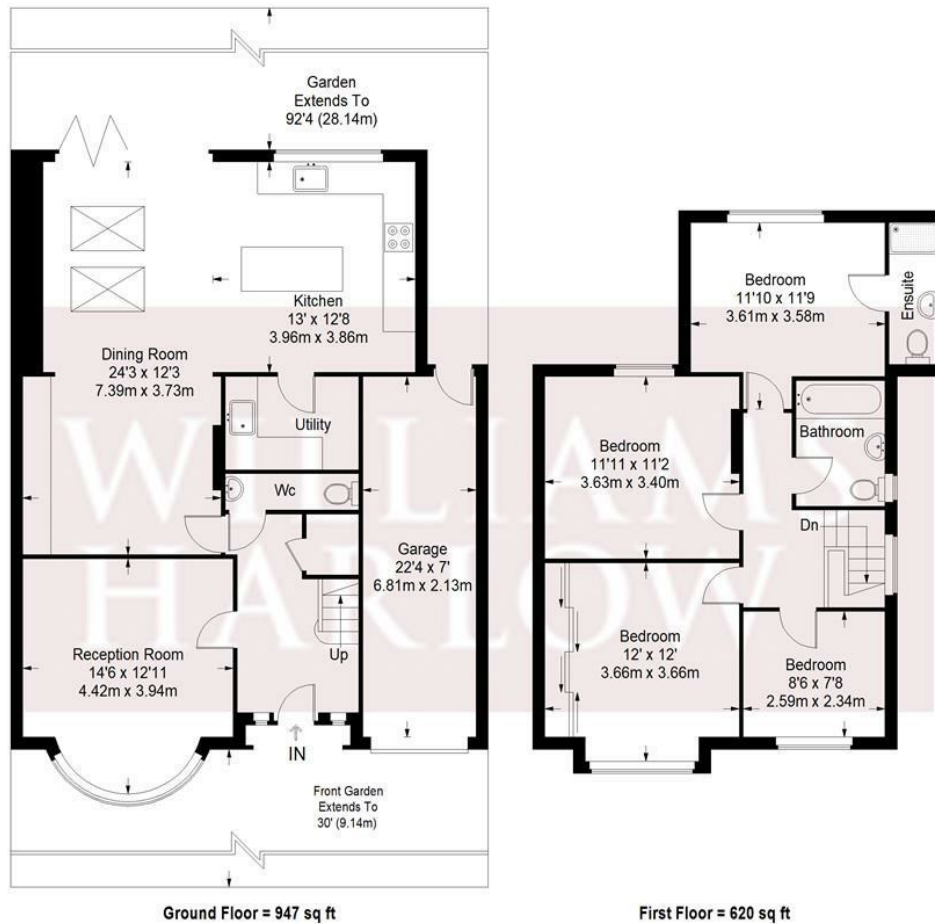 Garden
Extends To
92'4 (28.14m)
Kitchen
13' x 12'8
3.96m x 3.86m
Dining Room
24'3 x 12'3
7.39m x 3.73m
Utility
Wc
Garage
22'4 x 7'
6.81m x 2.13m
Reception Room
14'6 x 12'11
4.42m x 3.94m
Up
IN
Front Garden
Extends To
30' (9.14m)
Ground Floor = 947 sq ft
Bedroom
11'10 x 11'9
3.61m x 3.58m
Ensuite
Bedroom
11'11 x 11'2
3.63m x 3.40m
Bathroom
Dn
Bedroom
12' x 12'
3.66m x 3.66m
Bedroom
8'6 x 7'8
2.59m x 2.34m
First Floor = 620 sq ft
WILLIAMS
HARLOW